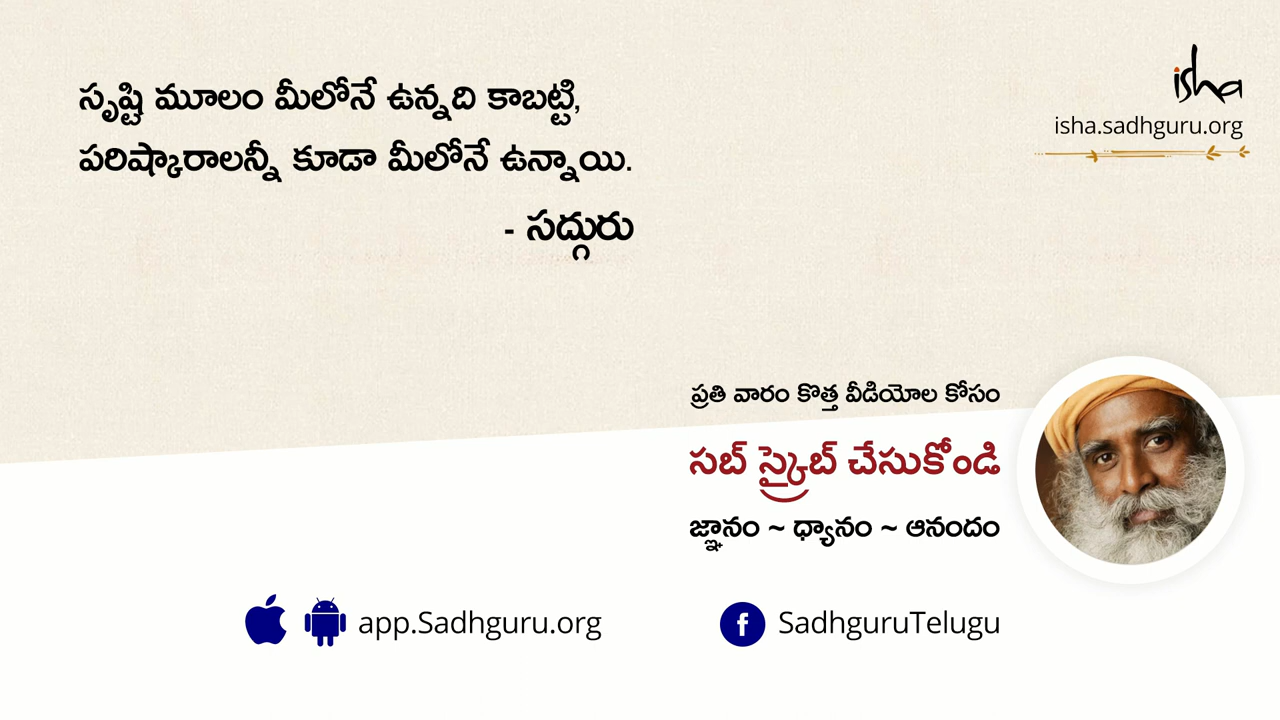 సృష్టి మూలం మీలోనే ఉన్నది కాబట్టి,
పరిష్కారాలన్నీ కూడా మీలోనే ఉన్నాయి.
- సద్గురు
isha
isha.sadhguru.org
ప్రతి వారం కొత్త వీడియోల కోసం
సబ్ స్క్రైబ్ చేసుకోండి
జ్ఞానం ~ ధ్యానం ~ ఆనందం
app.Sadhguru.org
f SadhguruTelugu